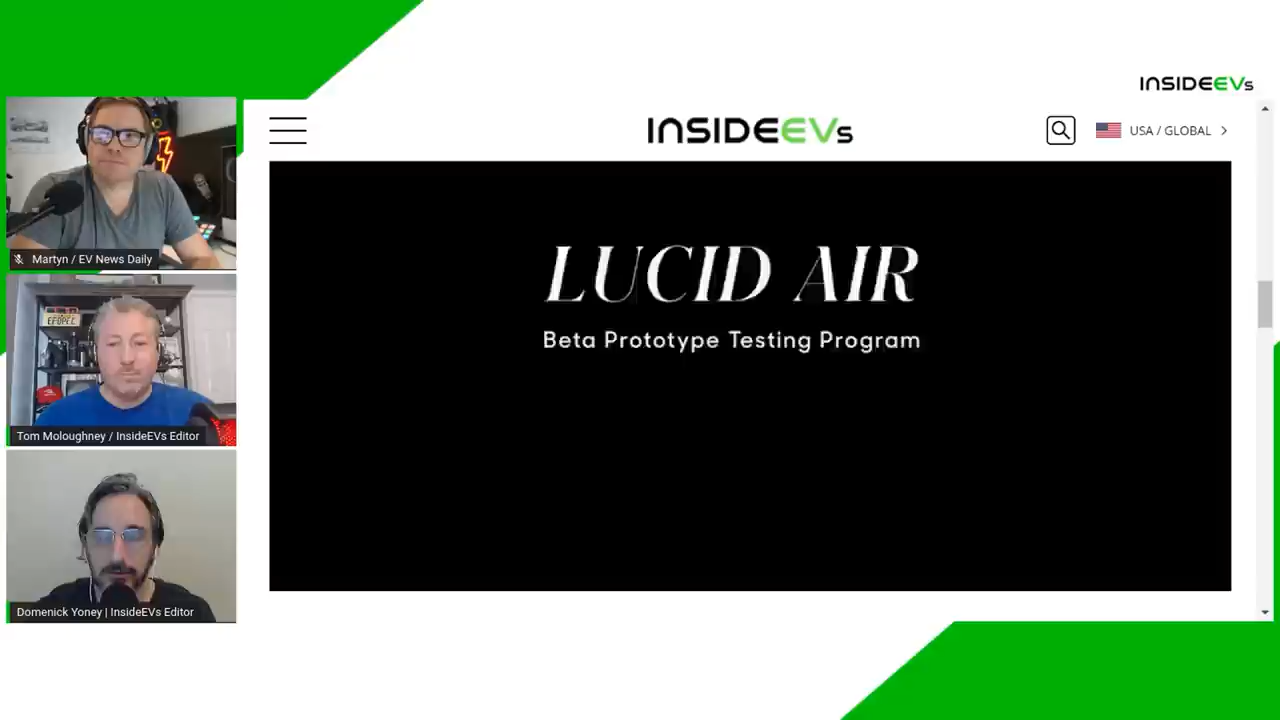 INSIDEEVs
INSIDEEVs
USA / GLOBAL
LUCID AIR
Beta Prototype Testing Program
Martyn / EV News Daily
EFDPCC
Tom Moloughney / InsideEVs Editor
Domenick Yoney | InsideEVs Editor